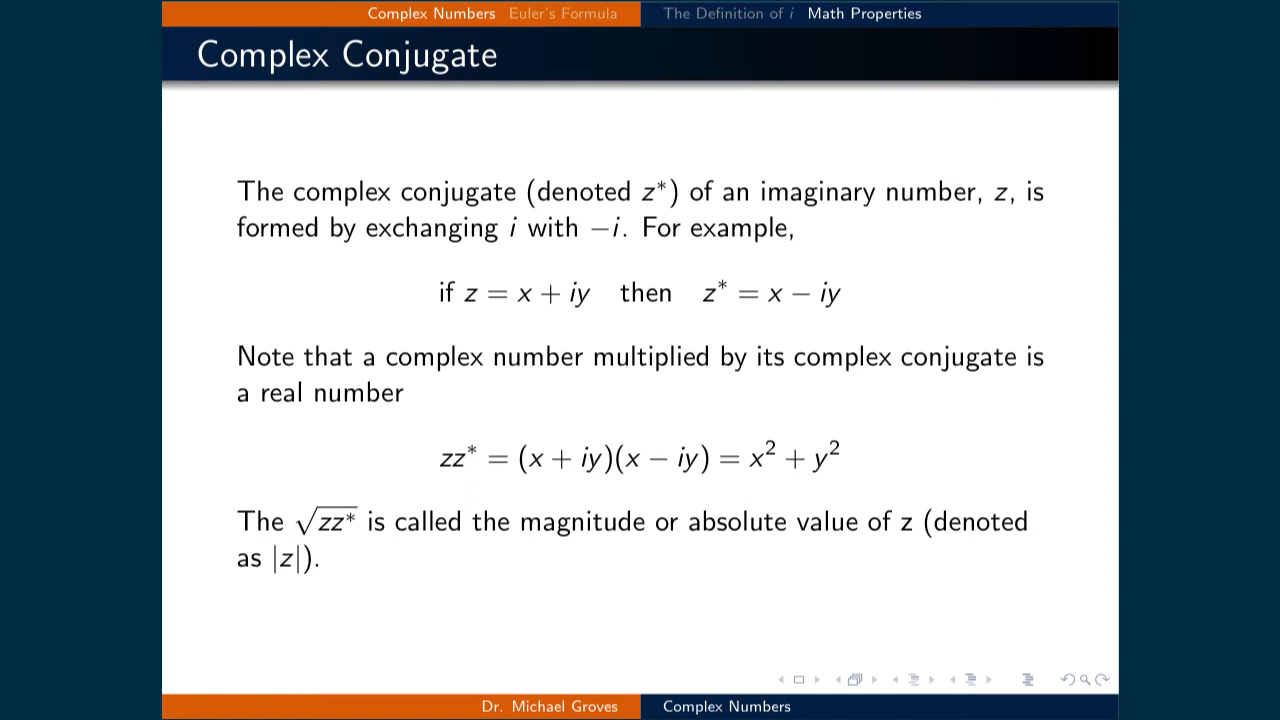 Complex Numbers Euler's Formula The Definition of i Math Properties
Complex Conjugate
The complex conjugate (denoted z*) of an imaginary number, z, is
formed by exchanging i with −i. For example,
if z = x + iy then z* = x − iy
Note that a complex number multiplied by its complex conjugate is
a real number
zz* = (x + iy)(x − iy) = x² + y²
The √zz* is called the magnitude or absolute value of z (denoted
as |z|).
Dr. Michael Groves Complex Numbers